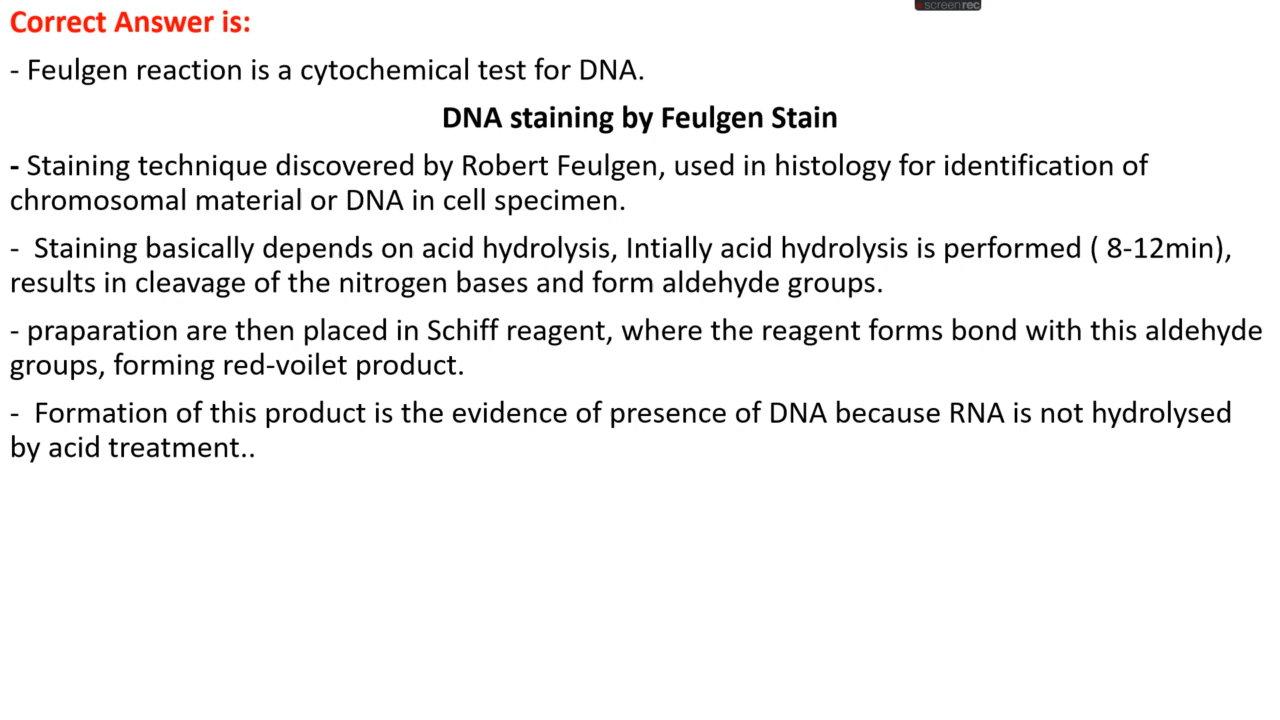 screenrec
Correct Answer is:
- Feulgen reaction is a cytochemical test for DNA.
DNA staining by Feulgen Stain
- Staining technique discovered by Robert Feulgen, used in histology for identification of
chromosomal material or DNA in cell specimen.
-  Staining basically depends on acid hydrolysis, Intially acid hydrolysis is performed ( 8-12min),
results in cleavage of the nitrogen bases and form aldehyde groups.
- praparation are then placed in Schiff reagent, where the reagent forms bond with this aldehyde
groups, forming red-voilet product.
-  Formation of this product is the evidence of presence of DNA because RNA is not hydrolysed
by acid treatment..